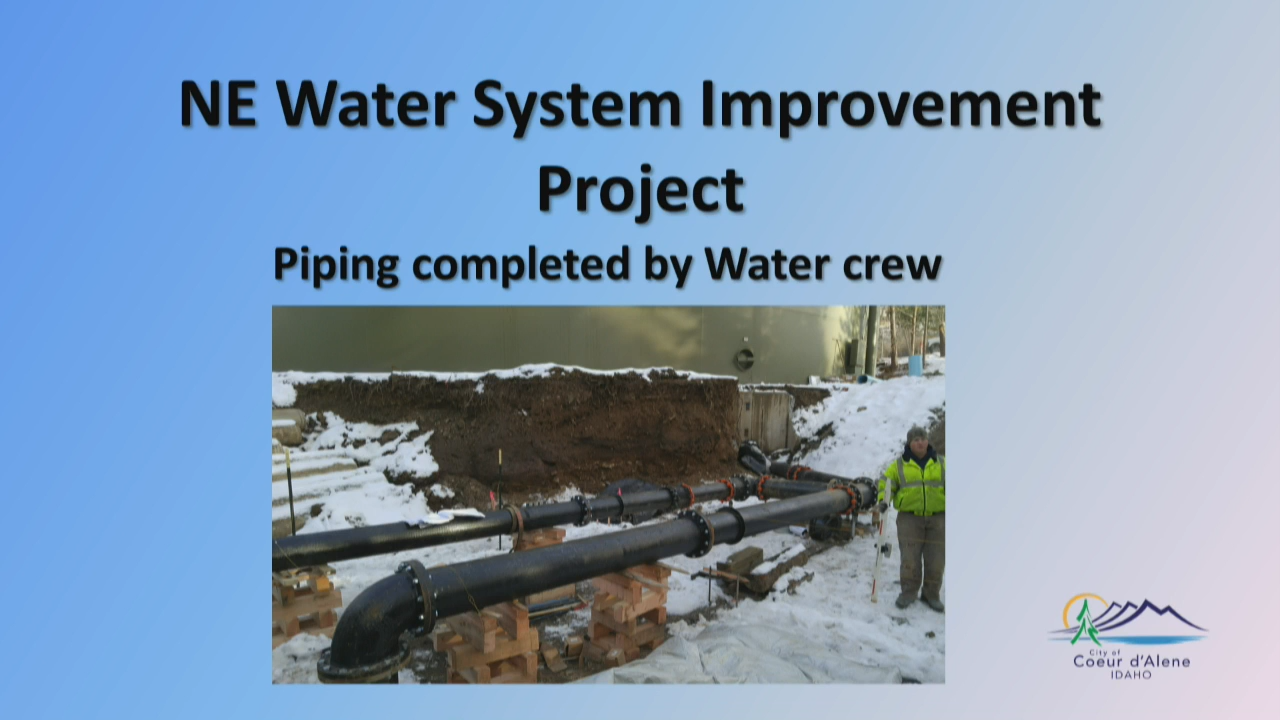 NE Water System Improvement
Project
Piping completed by Water crew
City of
Coeur d'Alene
IDAHO